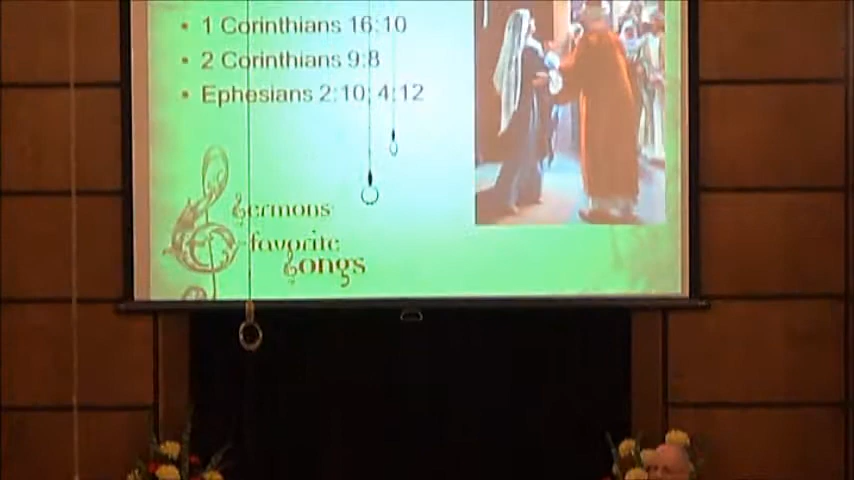 • 1 Corinthians 16:10
• 2 Corinthians 9:8
• Ephesians 2:10; 4:12
Sermons
favorite
Songs